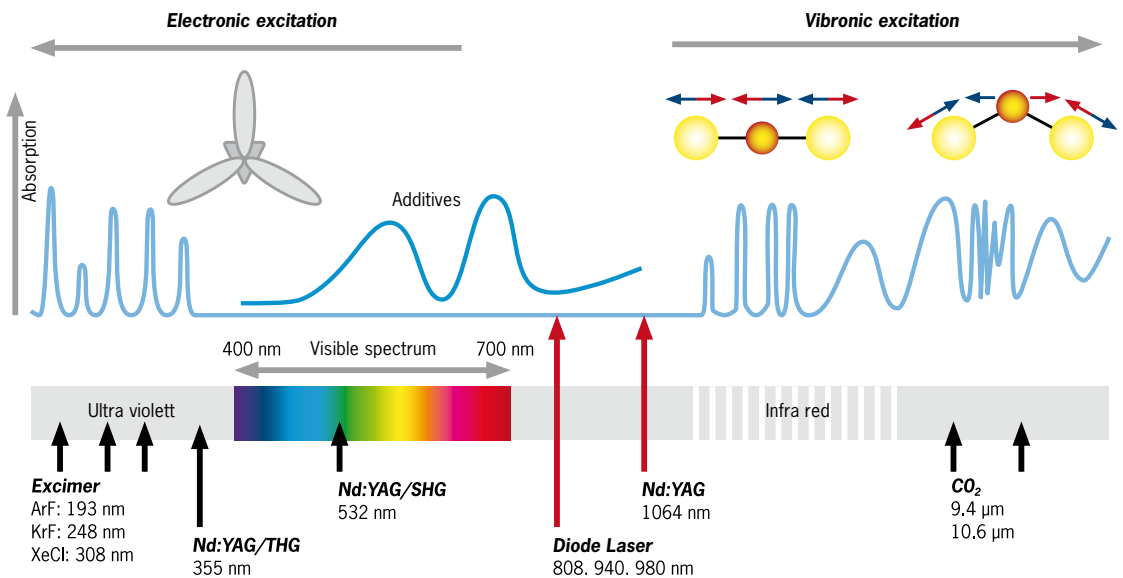 Electronic excitation
Vibronic excitation
Absorption
Additives
400 nm
Visible spectrum
700 nm
Ultra violett
Infra red
Excimer
ArF: 193 nm
KrF: 248 nm
XeCl: 308 nm
Nd:YAG/THG
355 nm
Nd:YAG/SHG
532 nm
Diode Laser
808, 940, 980 nm
Nd:YAG
1064 nm
CO₂
9.4 µm
10.6 µm